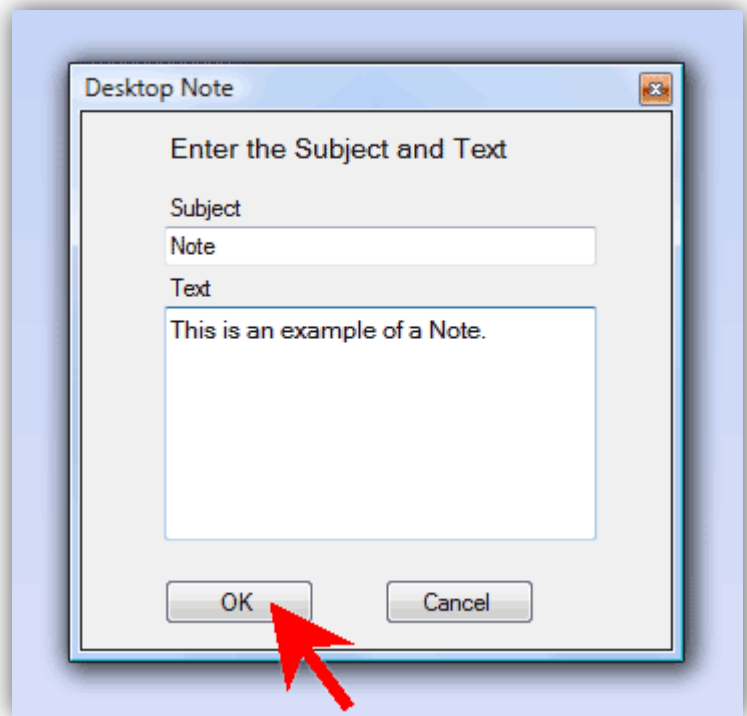 Desktop Note
Enter the Subject and Text
Subject
Note
Text
This is an example of a Note.
OK
Cancel